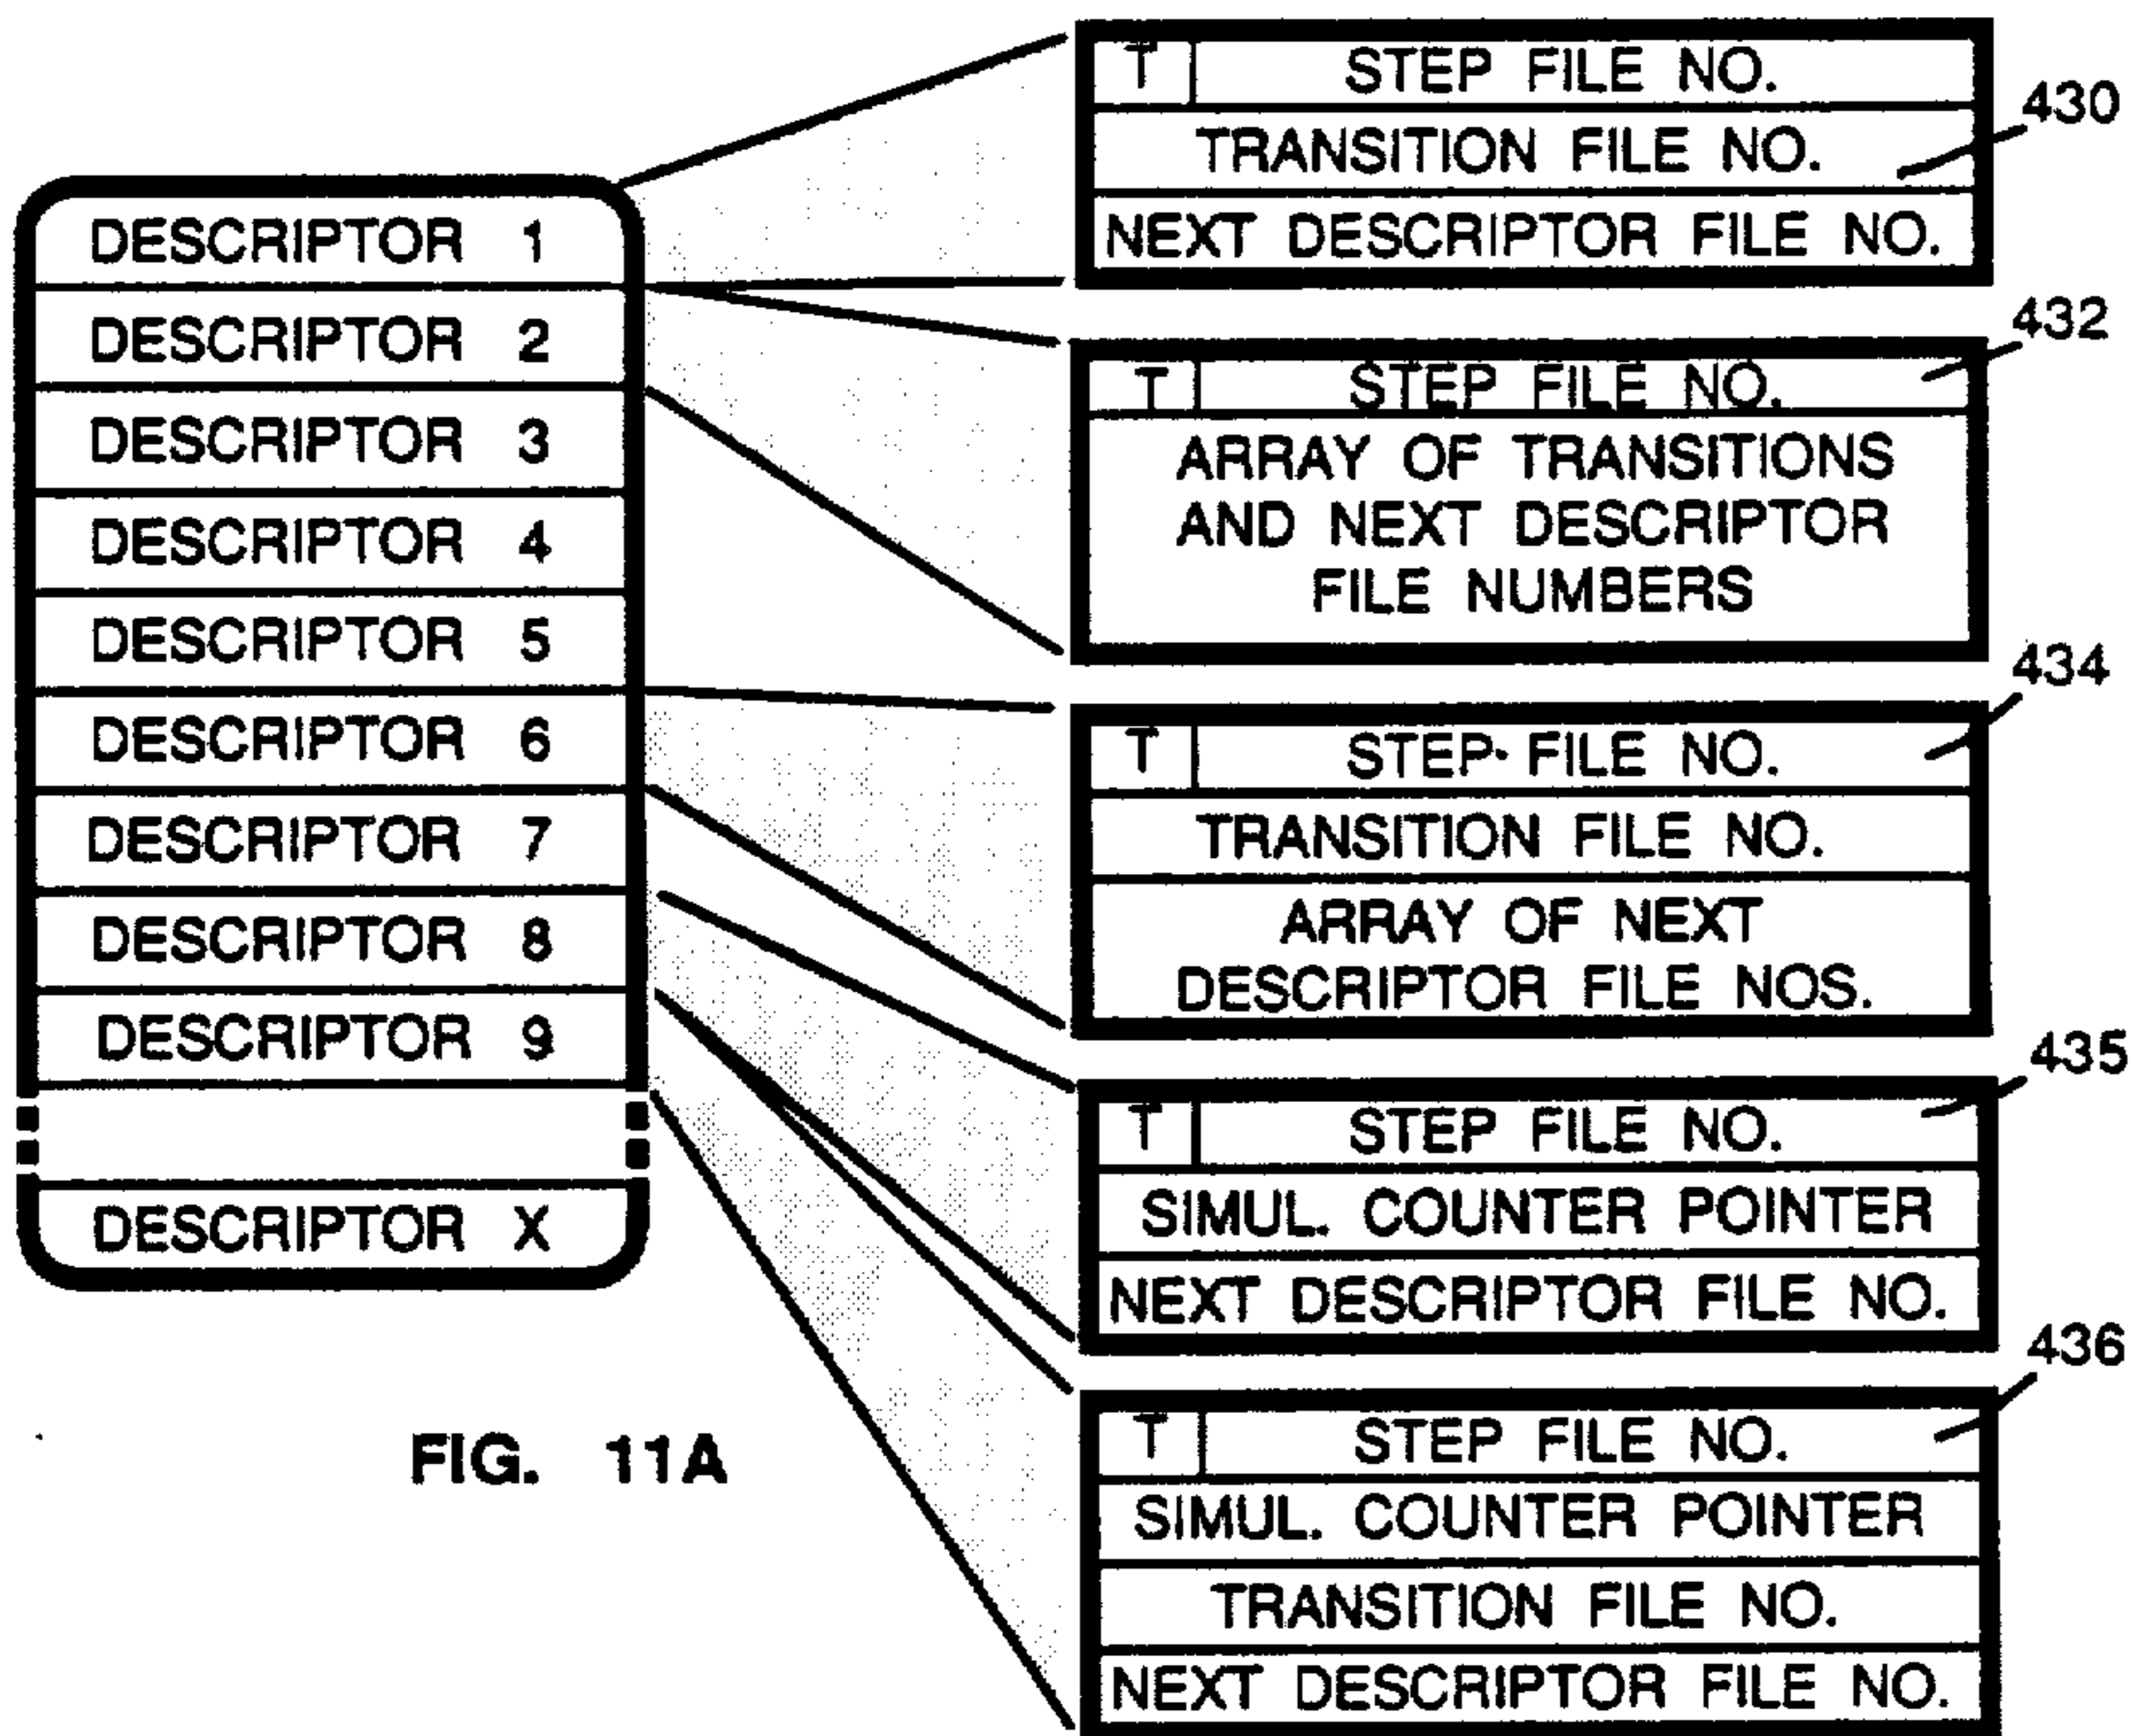 DESCRIPTOR 1
DESCRIPTOR 2
DESCRIPTOR 3
DESCRIPTOR 4
DESCRIPTOR 5
DESCRIPTOR 6
DESCRIPTOR 7
DESCRIPTOR 8
DESCRIPTOR 9
DESCRIPTOR X
T STEP FILE NO.
TRANSITION FILE NO.
NEXT DESCRIPTOR FILE NO.
430
T STEP FILE NO.
ARRAY OF TRANSITIONS
AND NEXT DESCRIPTOR
FILE NUMBERS
432
T STEP FILE NO.
TRANSITION FILE NO.
ARRAY OF NEXT
DESCRIPTOR FILE NOS.
434
T STEP FILE NO.
SIMUL. COUNTER POINTER
NEXT DESCRIPTOR FILE NO.
435
T STEP FILE NO.
SIMUL. COUNTER POINTER
TRANSITION FILE NO.
NEXT DESCRIPTOR FILE NO.
436
FIG. 11A